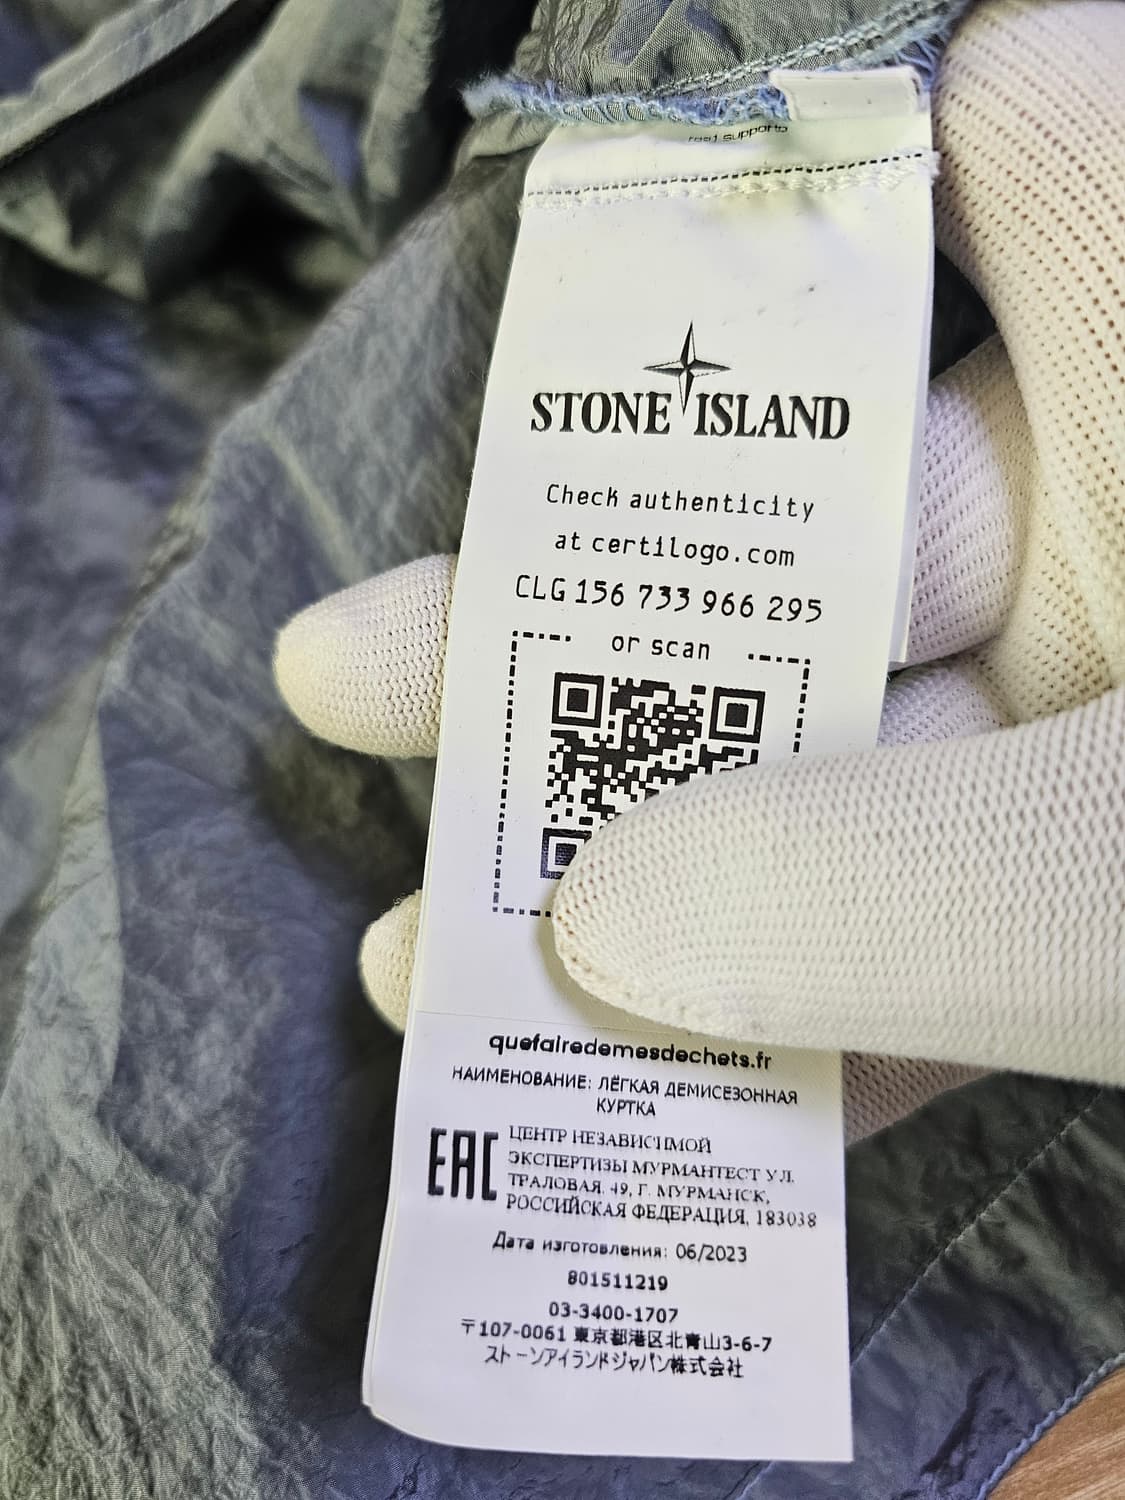 STONE ISLAND
Check authenticity
at certilogo.com
CLG 156 733 966 295
or scan
quefairedemesdechets.fr
НАИМЕНОВАНИЕ: ЛЁГКАЯ ДЕМИСЕЗОННАЯ
КУРТКА
EAC
ЦЕНТР НЕЗАВИСИМОЙ
ЭКСПЕРТИЗЫ МУРМАНТЕСТ УЛ.
ТРАЛОВАЯ, 49, Г. МУРМАНСК,
РОССИЙСКАЯ ФЕДЕРАЦИЯ, 183038
Дата изготовления: 06/2023
801511219
03-3400-1707
〒107-0061 東京都港区北青山3-6-7
ストーンアイランドジャパン株式会社